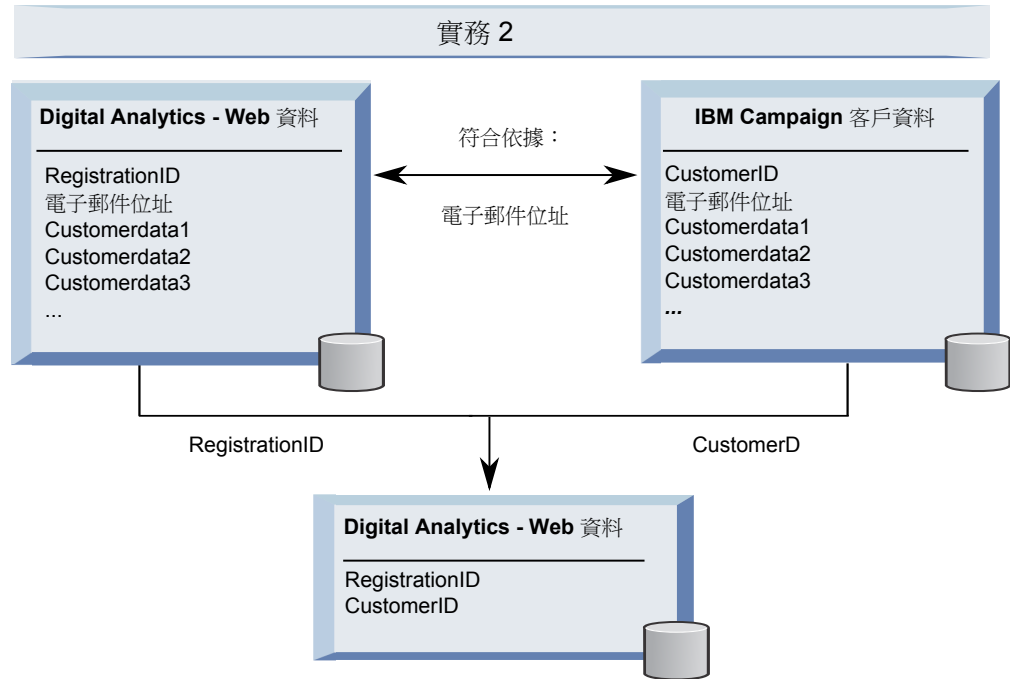 實務 2
Digital Analytics - Web 資料
RegistrationID
電子郵件位址
Customerdata1
Customerdata2
Customerdata3
...
符合依據：
電子郵件位址
IBM Campaign 客戶資料
CustomerID
電子郵件位址
Customerdata1
Customerdata2
Customerdata3
...
RegistrationID
CustomerD
Digital Analytics - Web 資料
RegistrationID
CustomerID